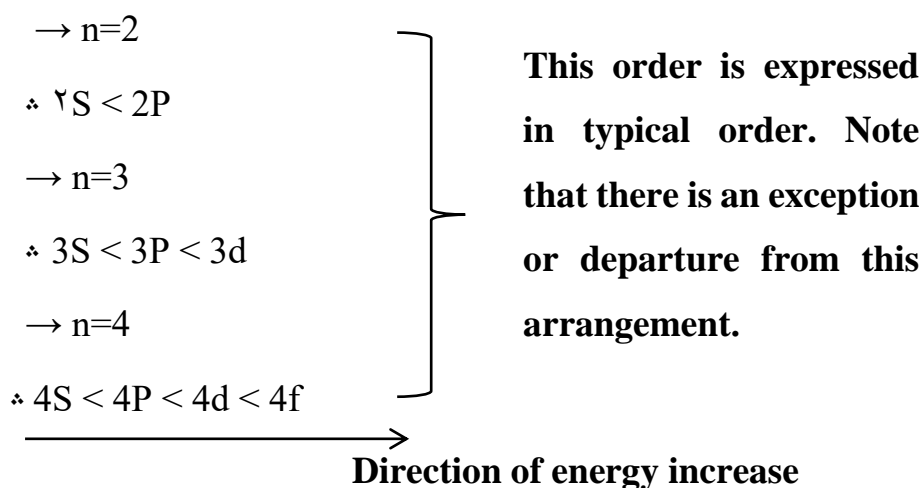 → n=2
∴ ٢S < 2P
→ n=3
∴ 3S < 3P < 3d
→ n=4
∴ 4S < 4P < 4d < 4f
This order is expressed
in typical order. Note
that there is an exception
or departure from this
arrangement.
Direction of energy increase